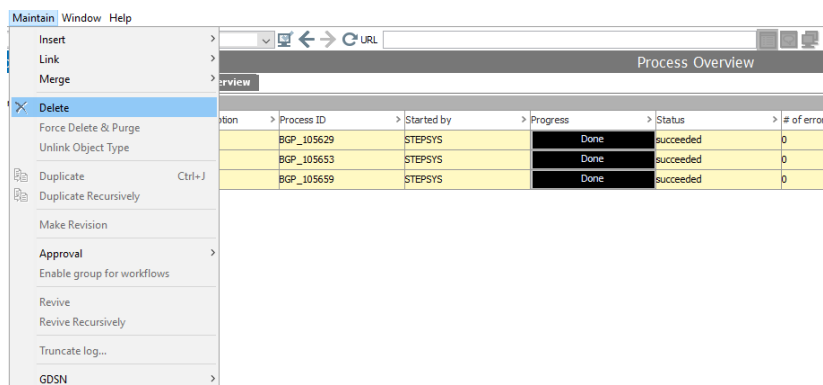 Maintain Window Help
Insert >
URL
Link >
Process Overview
Merge >
erview
Delete
ption > Process ID > Started by > Progress > Status > # of erro
Force Delete & Purge
BGP_105629 STEPSYS Done succeeded 0
Unlink Object Type
BGP_105653 STEPSYS Done succeeded 0
Duplicate Ctrl+J
BGP_105659 STEPSYS Done succeeded 0
Duplicate Recursively
Make Revision
Approval >
Enable group for workflows
Revive
Revive Recursively
Truncate log...
GDSN >